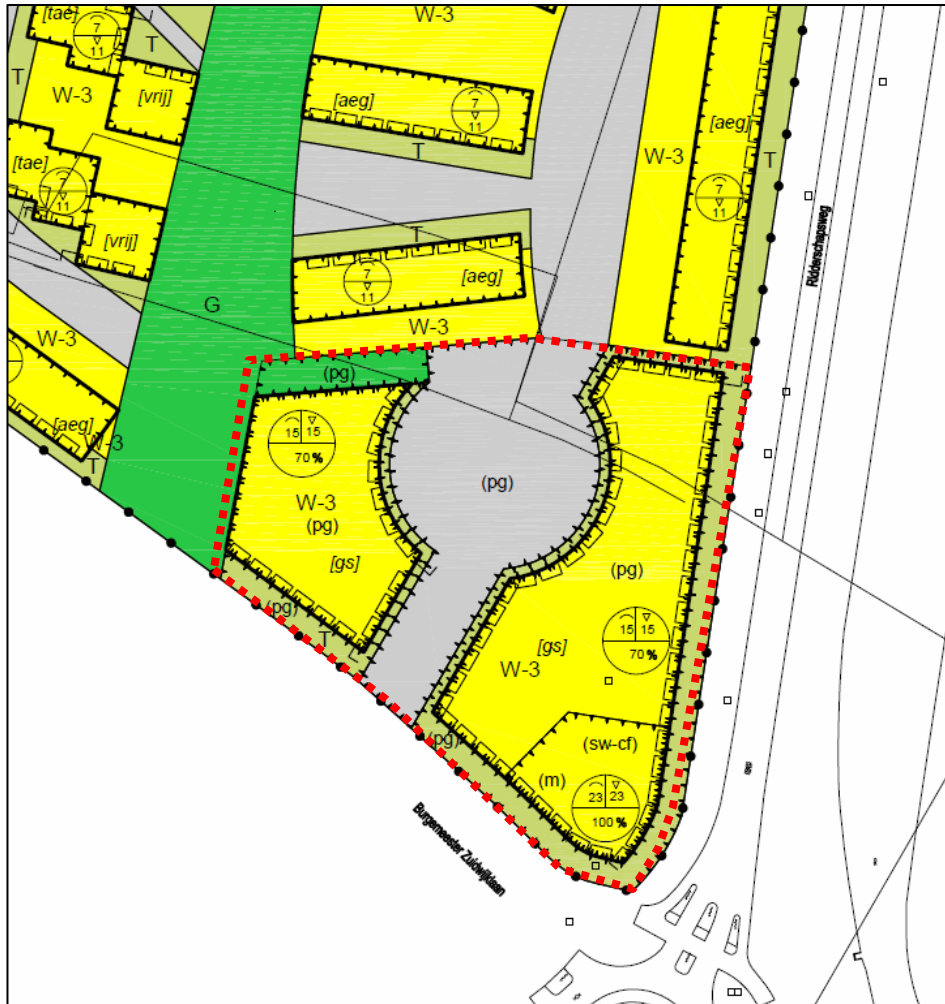 [tae]
7
11
W-3
T
T
[vrij]
W-3
[aeg]
7
11
T
[aeg]
W-3
T
7
11
[tae]
7
11
[vrij]
T
7
11
[aeg]
W-3
G
W-3
[aeg]
W-3
T
Ridderschapsweg
(pg)
15 15
70 %
W-3
(pg)
[gs]
(pg)
T
(pg)
(pg)
15 15
70 %
[gs]
W-3
(pg)
(sw-cf)
(m)
23 23
100 %
Burgemeester Zuidwijklaan